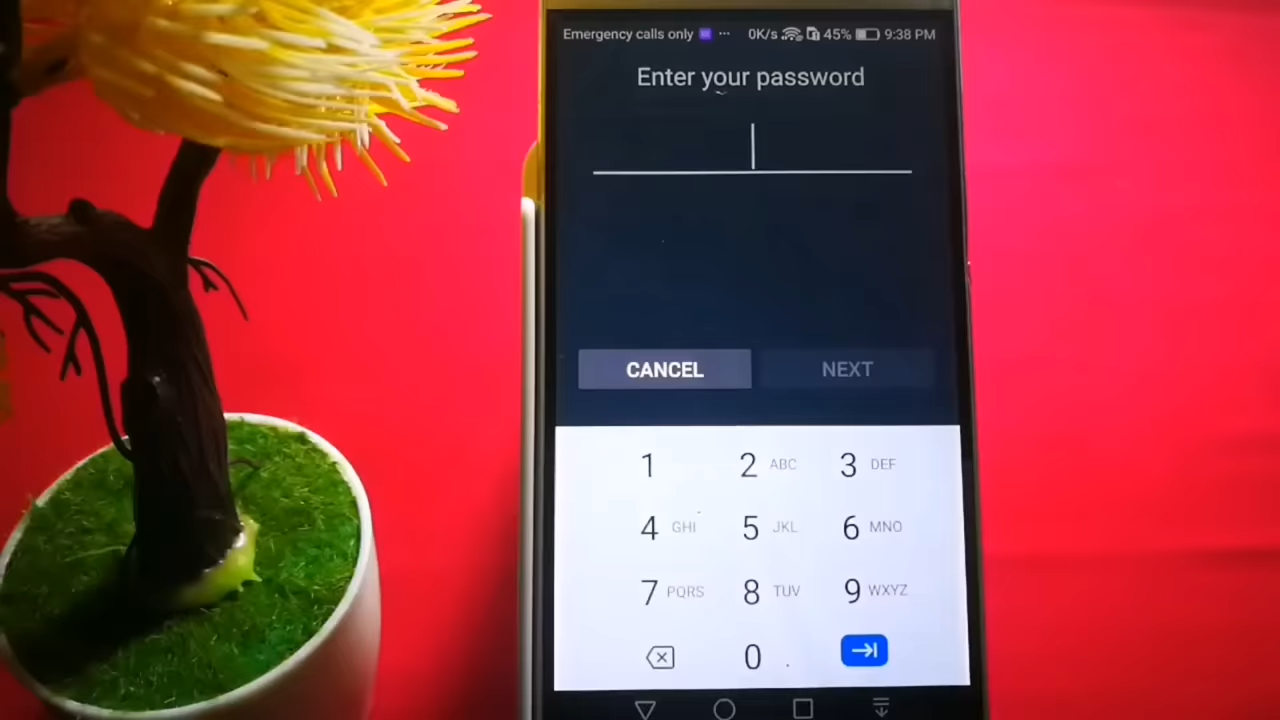 Emergency calls only ... 0K/s 45% 9:38 PM
Enter your password
CANCEL NEXT
1 2 ABC 3 DEF
4 GHI 5 JKL 6 MNO
7 PQRS 8 TUV 9 WXYZ
0